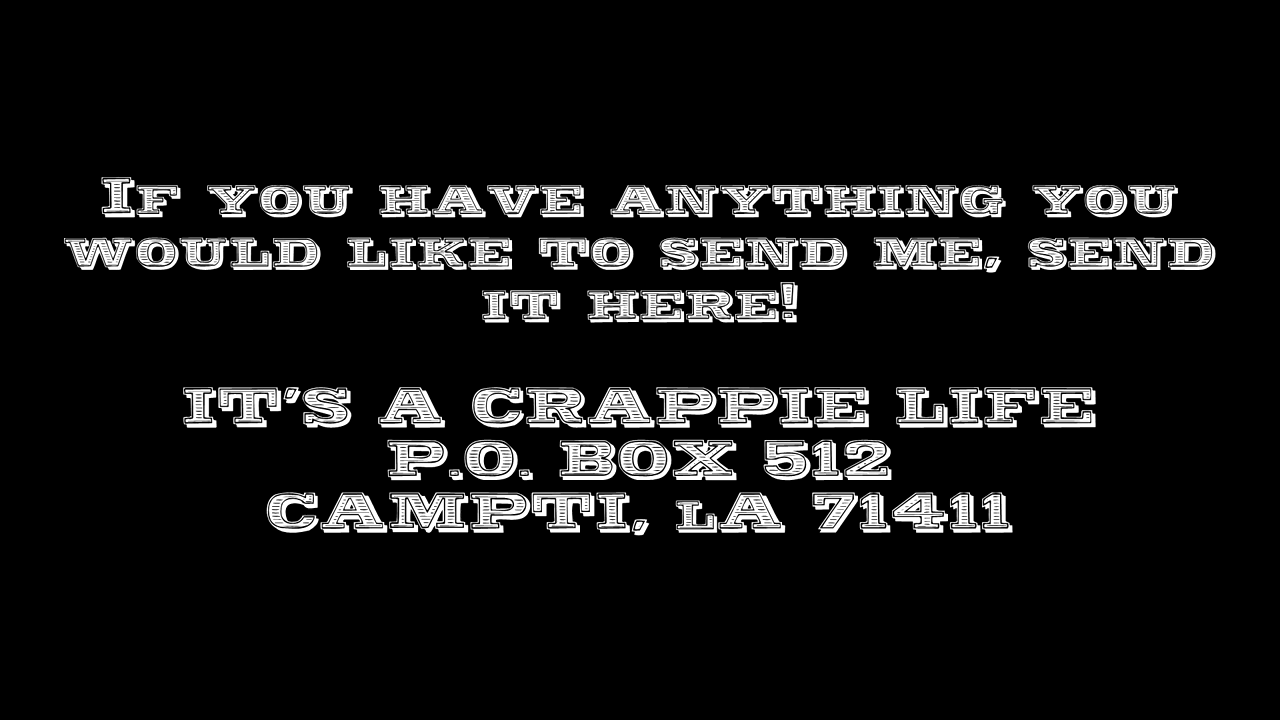 If you have anything you
would like to send me, send
it here!
IT'S A CRAPPIE LIFE
P.O. BOX 512
CAMPTI, lA 71411